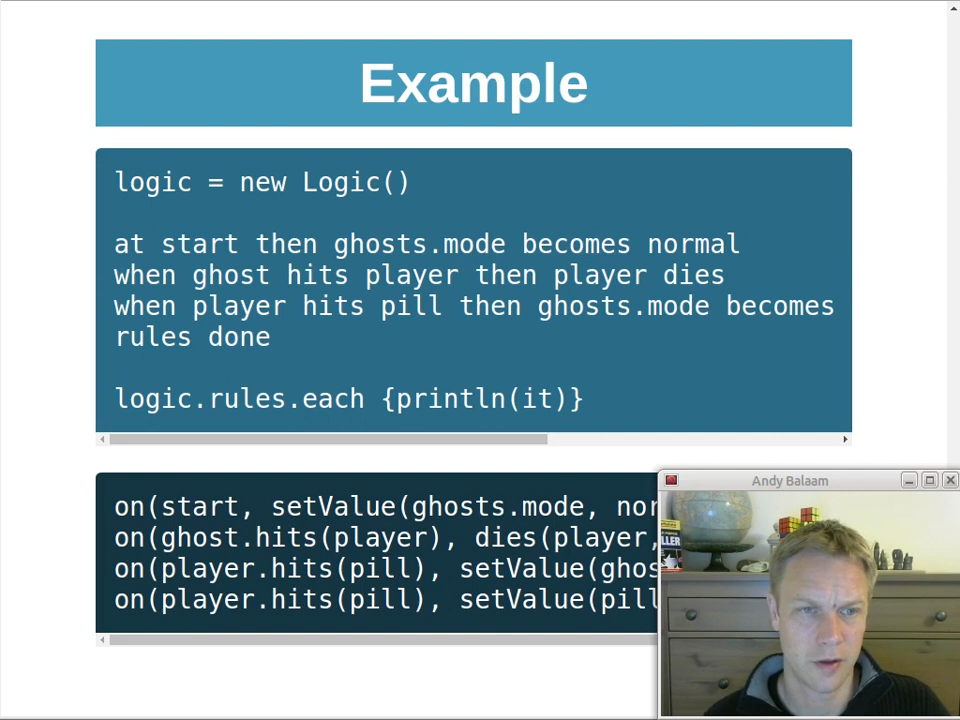 Example
logic = new Logic()
at start then ghosts.mode becomes normal
when ghost hits player then player dies
when player hits pill then ghosts.mode becomes
rules done
logic.rules.each {println(it)}
on(start, setValue(ghosts.mode, nor
on(ghost.hits(player), dies(player,
on(player.hits(pill), setValue(ghos
on(player.hits(pill), setValue(pill
Andy Balaam